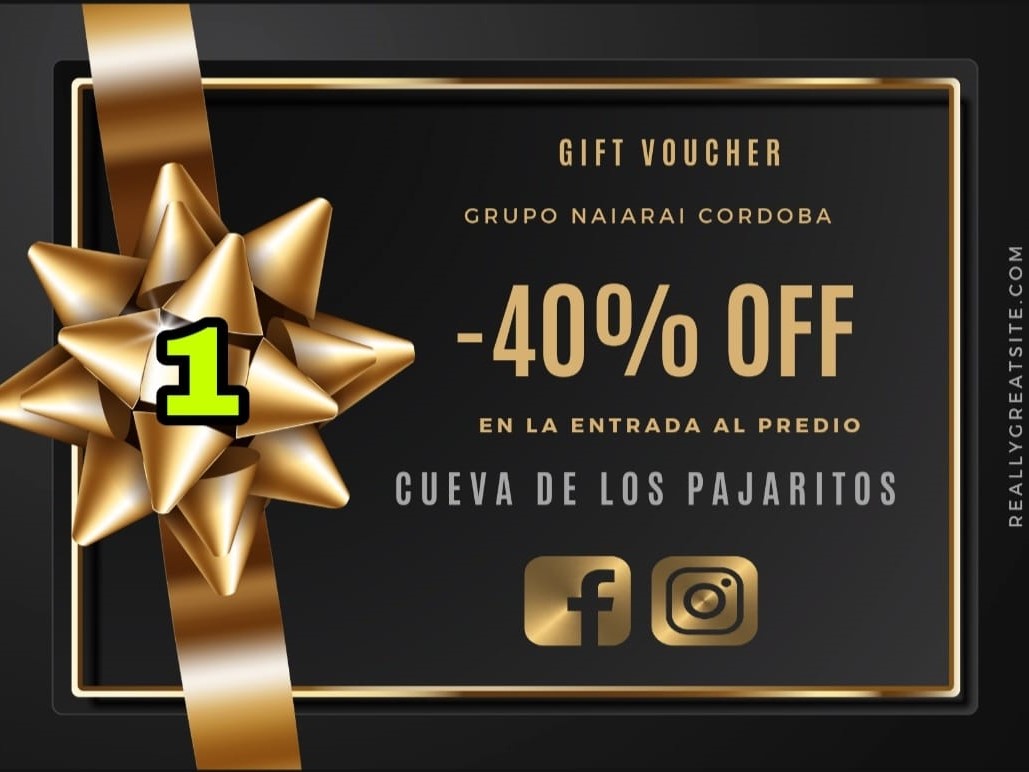 GIFT VOUCHER
GRUPO NAIARAI CORDOBA
-40% OFF
1
EN LA ENTRADA AL PREDIO
CUEVA DE LOS PAJARITOS
REALLYGREATSITE.COM